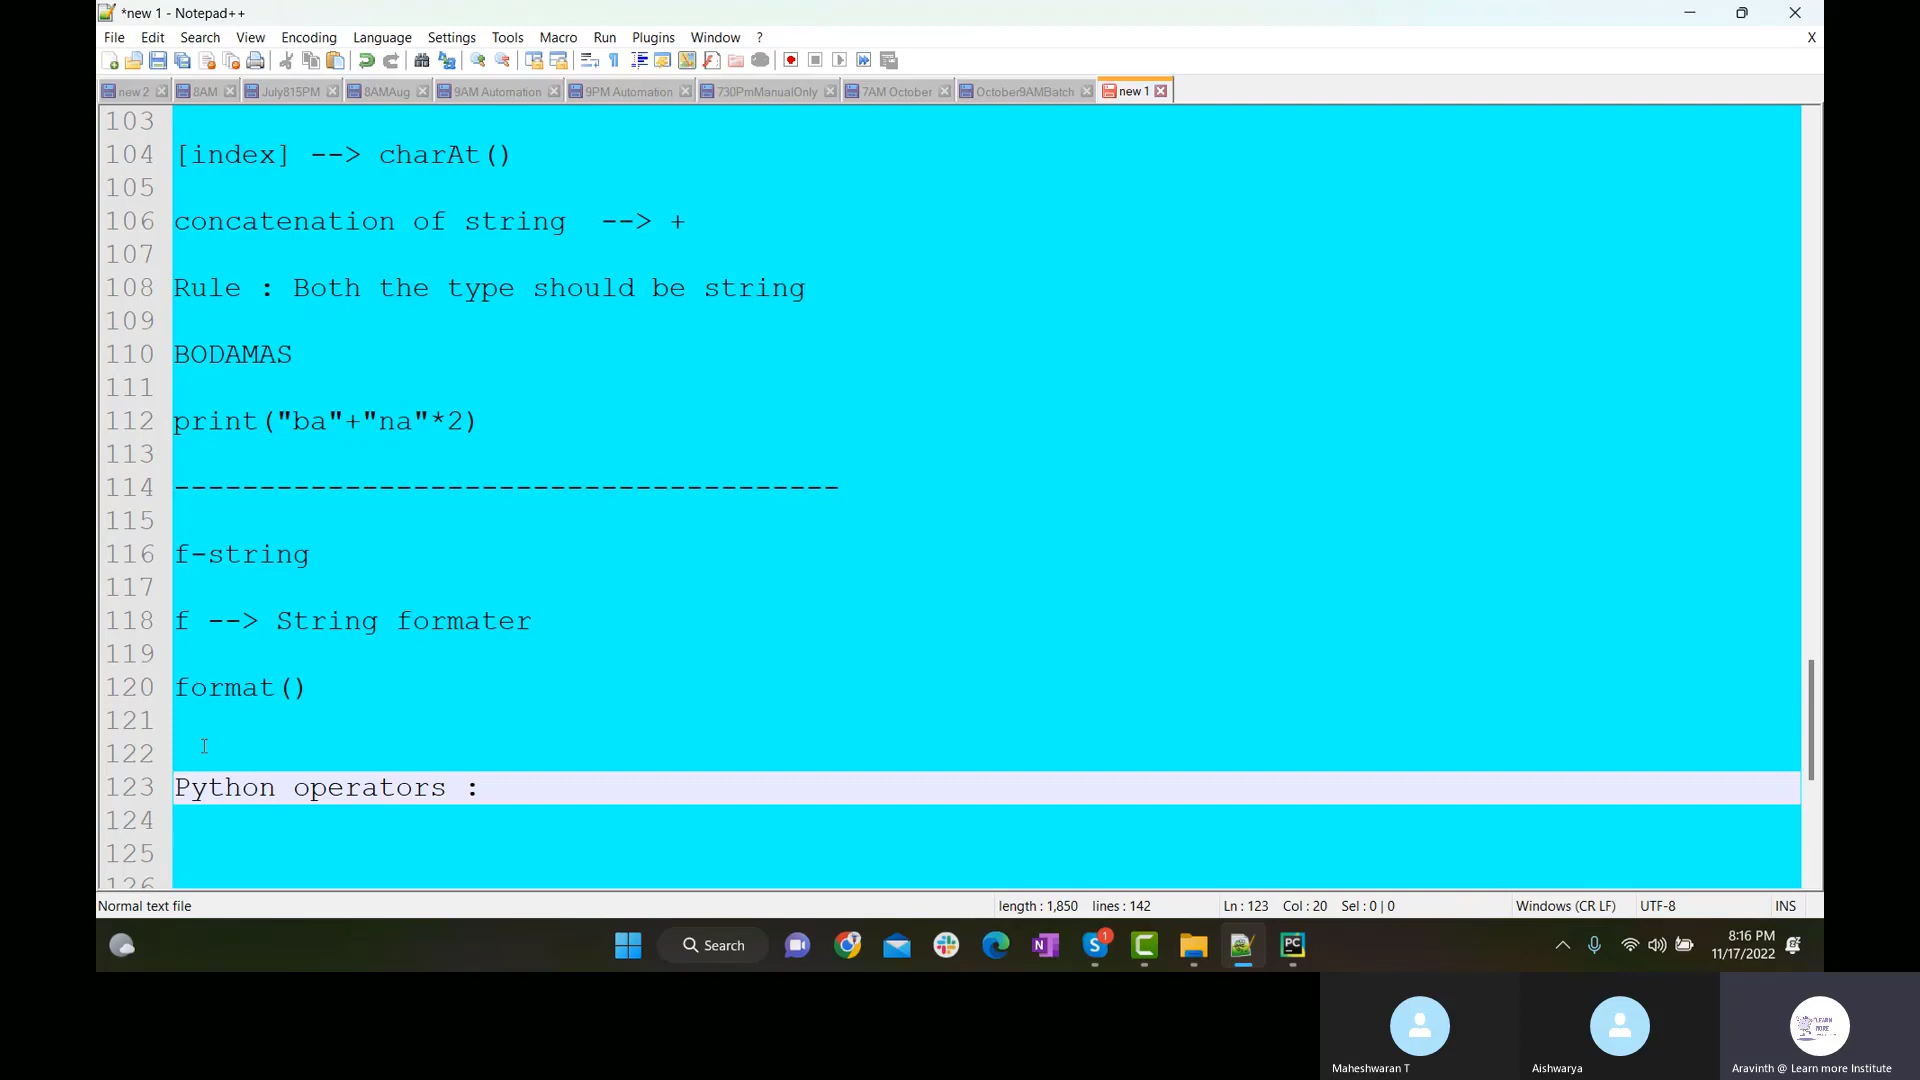 *new 1 - Notepad++
File Edit Search View Encoding Language Settings Tools Macro Run Plugins Window ? X
new 2 8AM July815PM 8AMAug 9AM Automation 9PM Automation 730PmManualOnly 7AM October October9AMBatch new 1
103
104 [index] --> charAt()
105
106 concatenation of string --> +
107
108 Rule : Both the type should be string
109
110 BODAMAS
111
112 print("ba"+"na"*2)
113
114 ---------------------------------------
115
116 f-string
117
118 f --> String formater
119
120 format()
121
122
123 Python operators :
124
125
126
Normal text file length : 1,850 lines : 142 Ln : 123 Col : 20 Sel : 0 | 0 Windows (CR LF) UTF-8 INS
Search 1 PC 8:16 PM
11/17/2022
LEARN
MORE
Maheshwaran T Aishwarya Aravinth @ Learn more Institute